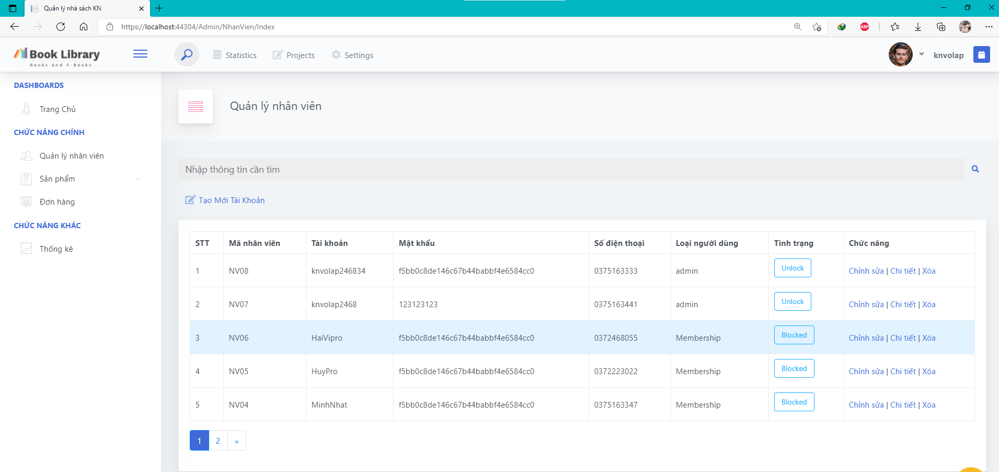 Quản lý nhà sách KN
https://localhost:44304/Admin/NhanVien/Index
ABP
Book Library
Books and E-Books
Statistics
Projects
Settings
knvolap
DASHBOARDS
Trang Chủ
CHỨC NĂNG CHÍNH
Quản lý nhân viên
Sản phẩm
Đơn hàng
CHỨC NĂNG KHÁC
Thống kê
Quản lý nhân viên
Nhập thông tin cần tìm
Tạo Mới Tài Khoản
STT Mã nhân viên Tài khoản Mật khẩu Số điện thoại Loại người dùng Tình trạng Chức năng
1 NV08 knvolap246834 f5bb0c8de146c67b44babbf4e6584cc0 0375163333 admin Unlock Chỉnh sửa | Chi tiết | Xóa
2 NV07 knvolap2468 123123123 0375163441 admin Unlock Chỉnh sửa | Chi tiết | Xóa
3 NV06 HaiVipro f5bb0c8de146c67b44babbf4e6584cc0 0372468055 Membership Blocked Chỉnh sửa | Chi tiết | Xóa
4 NV05 HuyPro f5bb0c8de146c67b44babbf4e6584cc0 0372223022 Membership Blocked Chỉnh sửa | Chi tiết | Xóa
5 NV04 MinhNhat f5bb0c8de146c67b44babbf4e6584cc0 0375163347 Membership Blocked Chỉnh sửa | Chi tiết | Xóa
1 2 »